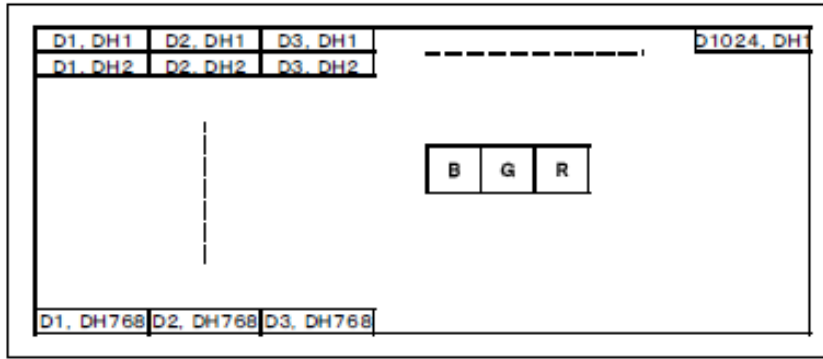 D1, DH1 D2, DH1 D3, DH1 D1024, DH1
D1, DH2 D2, DH2 D3, DH2
B G R
D1, DH768 D2, DH768 D3, DH768